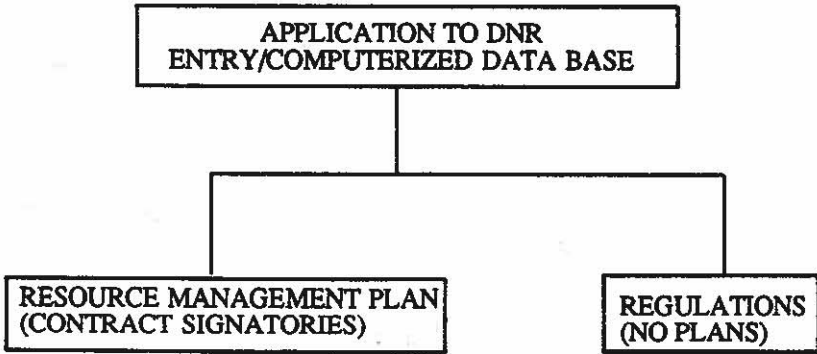 APPLICATION TO DNR
ENTRY/COMPUTERIZED DATA BASE
RESOURCE MANAGEMENT PLAN
(CONTRACT SIGNATORIES)
REGULATIONS
(NO PLANS)